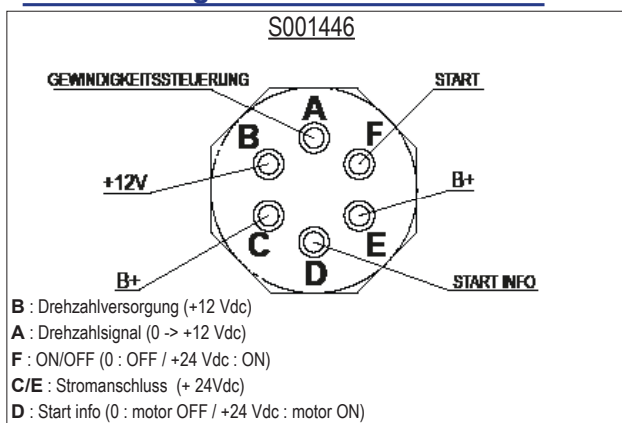 S001446
GEWINDIGKEITSSTEUERUNG
START
A
B
F
+12V
B+
C
E
D
B+
START INFO
B : Drehzahlversorgung (+12 Vdc)
A : Drehzahlsignal (0 -> +12 Vdc)
F : ON/OFF (0 : OFF / +24 Vdc : ON)
C/E : Stromanschluss (+ 24Vdc)
D : Start info (0 : motor OFF / +24 Vdc : motor ON)